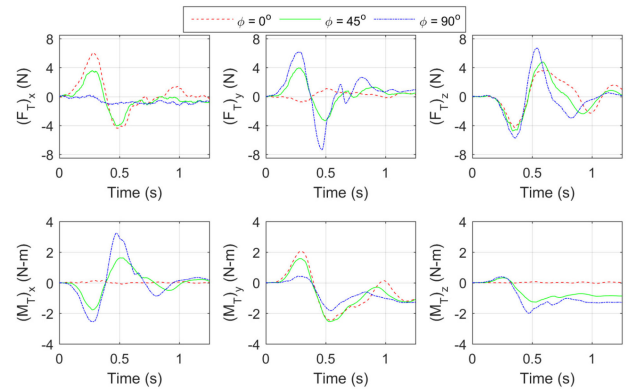 ϕ = 0° ϕ = 45° ϕ = 90°
8
4
0
-4
-8
(F_T)_x (N)
0 0.5 1
Time (s)
8
4
0
-4
-8
(F_T)_y (N)
0 0.5 1
Time (s)
8
4
0
-4
-8
(F_T)_z (N)
0 0.5 1
Time (s)
4
2
0
-2
-4
(M_T)_x (N-m)
0 0.5 1
Time (s)
4
2
0
-2
-4
(M_T)_y (N-m)
0 0.5 1
Time (s)
4
2
0
-2
-4
(M_T)_z (N-m)
0 0.5 1
Time (s)